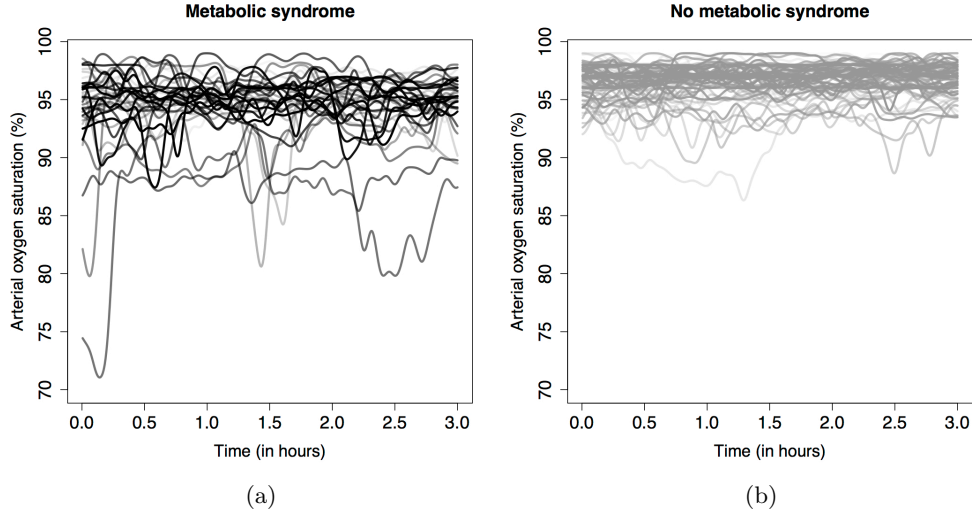 Metabolic syndrome
No metabolic syndrome
Arterial oxygen saturation (%)
100
95
90
85
80
75
70
0.0 0.5 1.0 1.5 2.0 2.5 3.0
Time (in hours)
(a)
Arterial oxygen saturation (%)
100
95
90
85
80
75
70
0.0 0.5 1.0 1.5 2.0 2.5 3.0
Time (in hours)
(b)